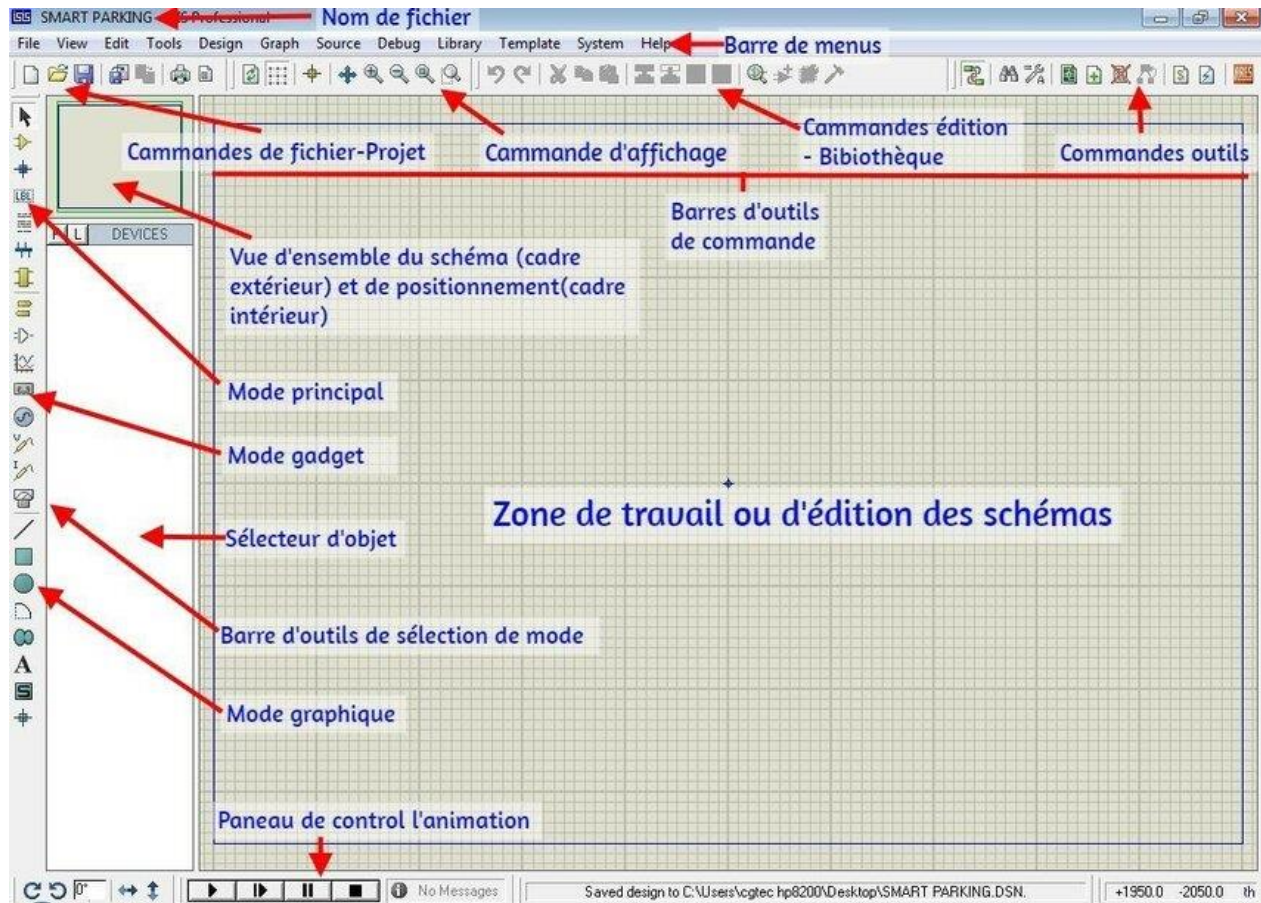 SMART PARKING Nom de fichier
File View Edit Tools Design Graph Source Debug Library Template System Help Barre de menus
Cammandes de fichier-Projet
Cammande d'affichage
Cammandes édition
- Bibiothèque
Commandes outils
Barres d'outils
de commande
LBL
L DEVICES
Vue d'ensemble du schéma (cadre
extérieur) et de positionnement(cadre
intérieur)
Mode principal
Mode gadget
Zone de travail ou d'édition des schémas
Sélecteur d'objet
Barre d'outils de sélection de mode
Mode graphique
A
S
Paneau de control l'animation
0° No Messages Saved design to C:\Users\cgtec hp8200\Desktop\SMART PARKING.DSN. +1950.0 -2050.0 th